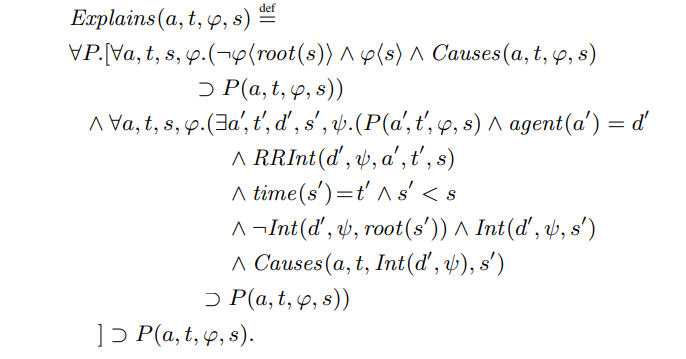 Explains(a, t, φ, s) ≝
∀P.[∀a, t, s, φ.(¬φ⟨root(s)⟩ ∧ φ⟨s⟩ ∧ Causes(a, t, φ, s)
⊃ P(a, t, φ, s))
∧ ∀a, t, s, φ.(∃a′, t′, d′, s′, ψ.(P(a′, t′, φ, s) ∧ agent(a′) = d′
∧ RRInt(d′, ψ, a′, t′, s)
∧ time(s′)=t′ ∧ s′ < s
∧ ¬Int(d′, ψ, root(s′)) ∧ Int(d′, ψ, s′)
∧ Causes(a, t, Int(d′, ψ), s′)
⊃ P(a, t, φ, s))
] ⊃ P(a, t, φ, s).